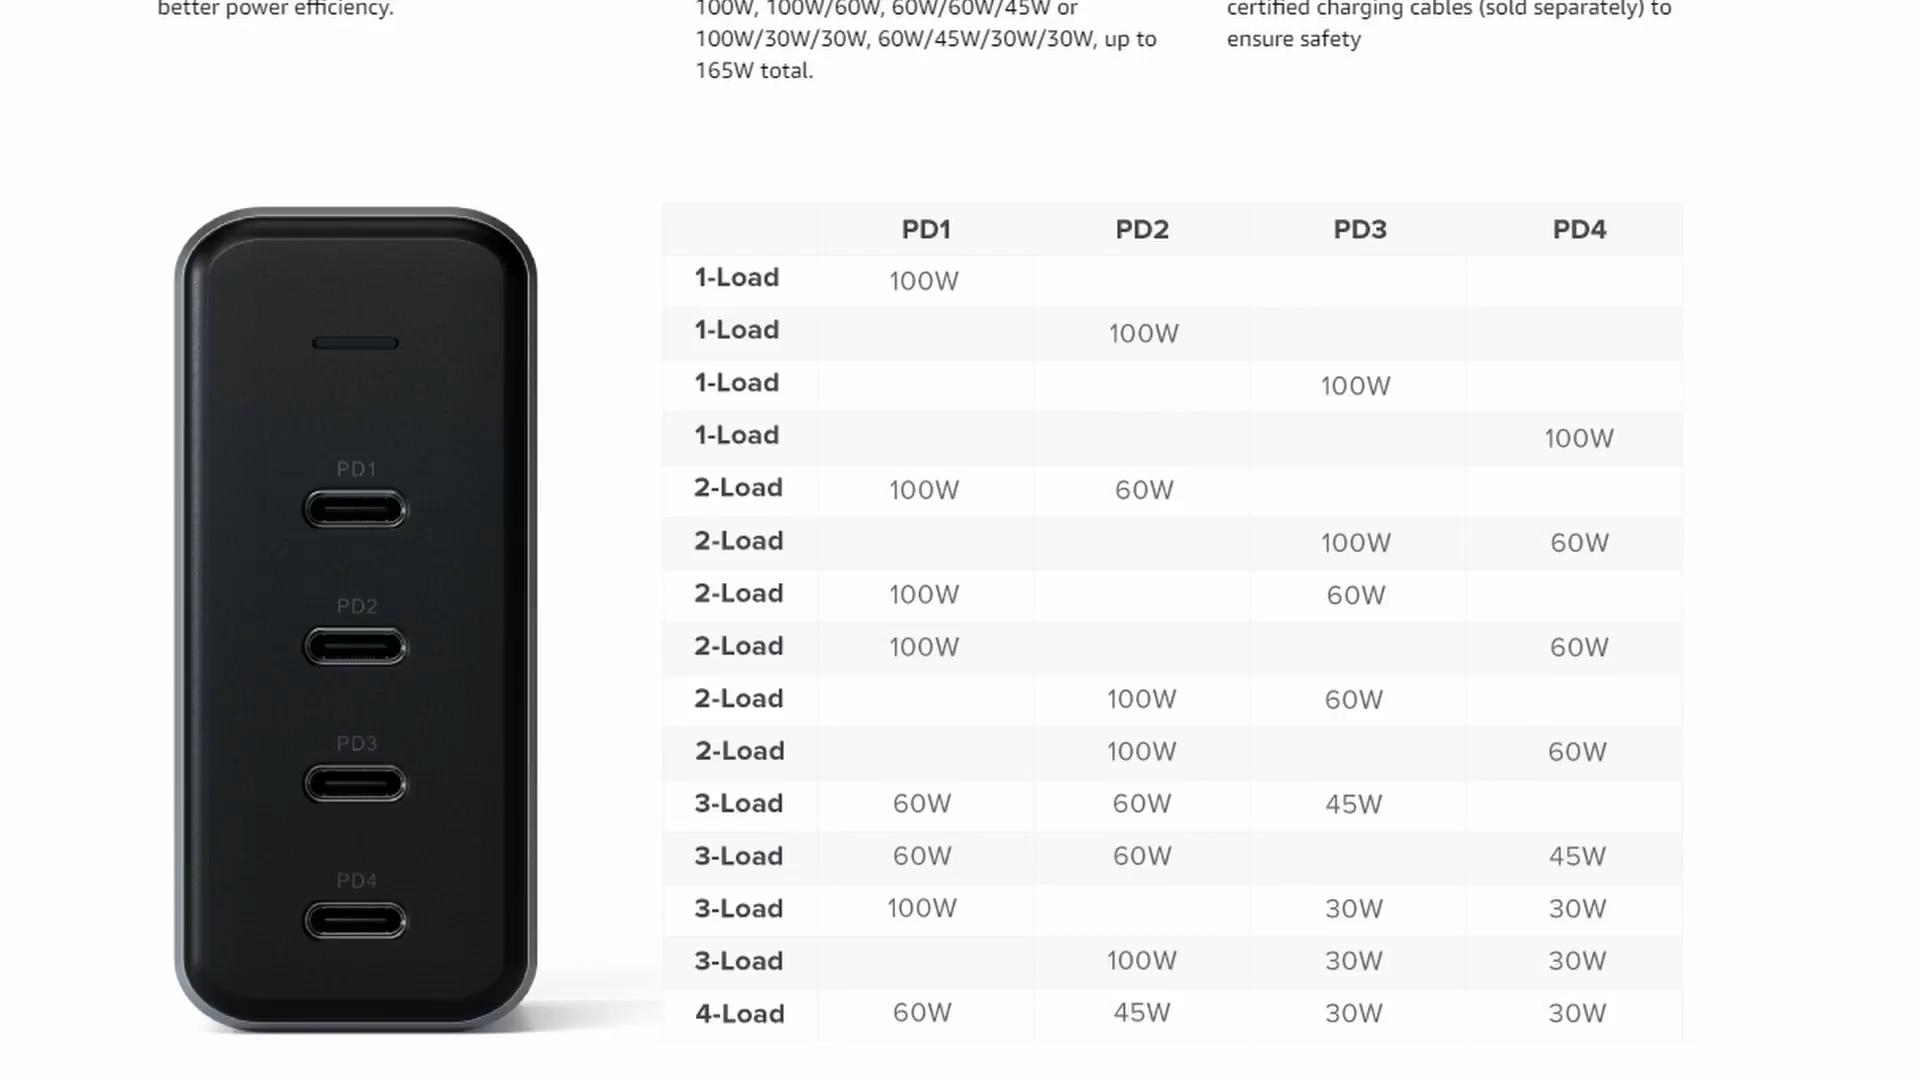 better power efficiency.
100W, 100W/60W, 60W/60W/45W or
100W/30W/30W, 60W/45W/30W/30W, up to
165W total.
certified charging cables (sold separately) to
ensure safety
PD1
PD2
PD3
PD4
PD1 PD2 PD3 PD4
1-Load 100W
1-Load 100W
1-Load 100W
1-Load 100W
2-Load 100W 60W
2-Load 100W 60W
2-Load 100W 60W
2-Load 100W 60W
2-Load 100W 60W
2-Load 100W 60W
3-Load 60W 60W 45W
3-Load 60W 60W 45W
3-Load 100W 30W 30W
3-Load 100W 30W 30W
4-Load 60W 45W 30W 30W